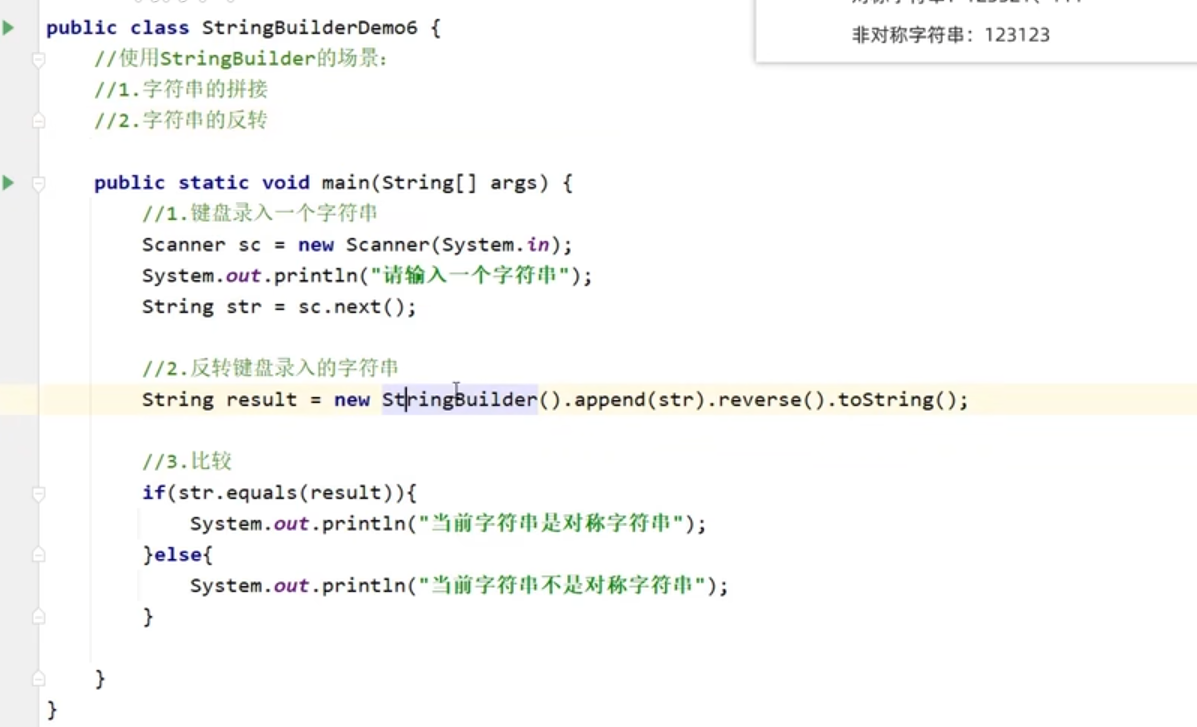 public class StringBuilderDemo6 {
//使用StringBuilder的场景:
//1.字符串的拼接
//2.字符串的反转
public static void main(String[] args) {
//1.键盘录入一个字符串
Scanner sc = new Scanner(System.in);
System.out.println("请输入一个字符串");
String str = sc.next();
//2.反转键盘录入的字符串
String result = new StringBuilder().append(str).reverse().toString();
//3.比较
if(str.equals(result)){
System.out.println("当前字符串是对称字符串");
}else{
System.out.println("当前字符串不是对称字符串");
}
}
}
非对称字符串：123123